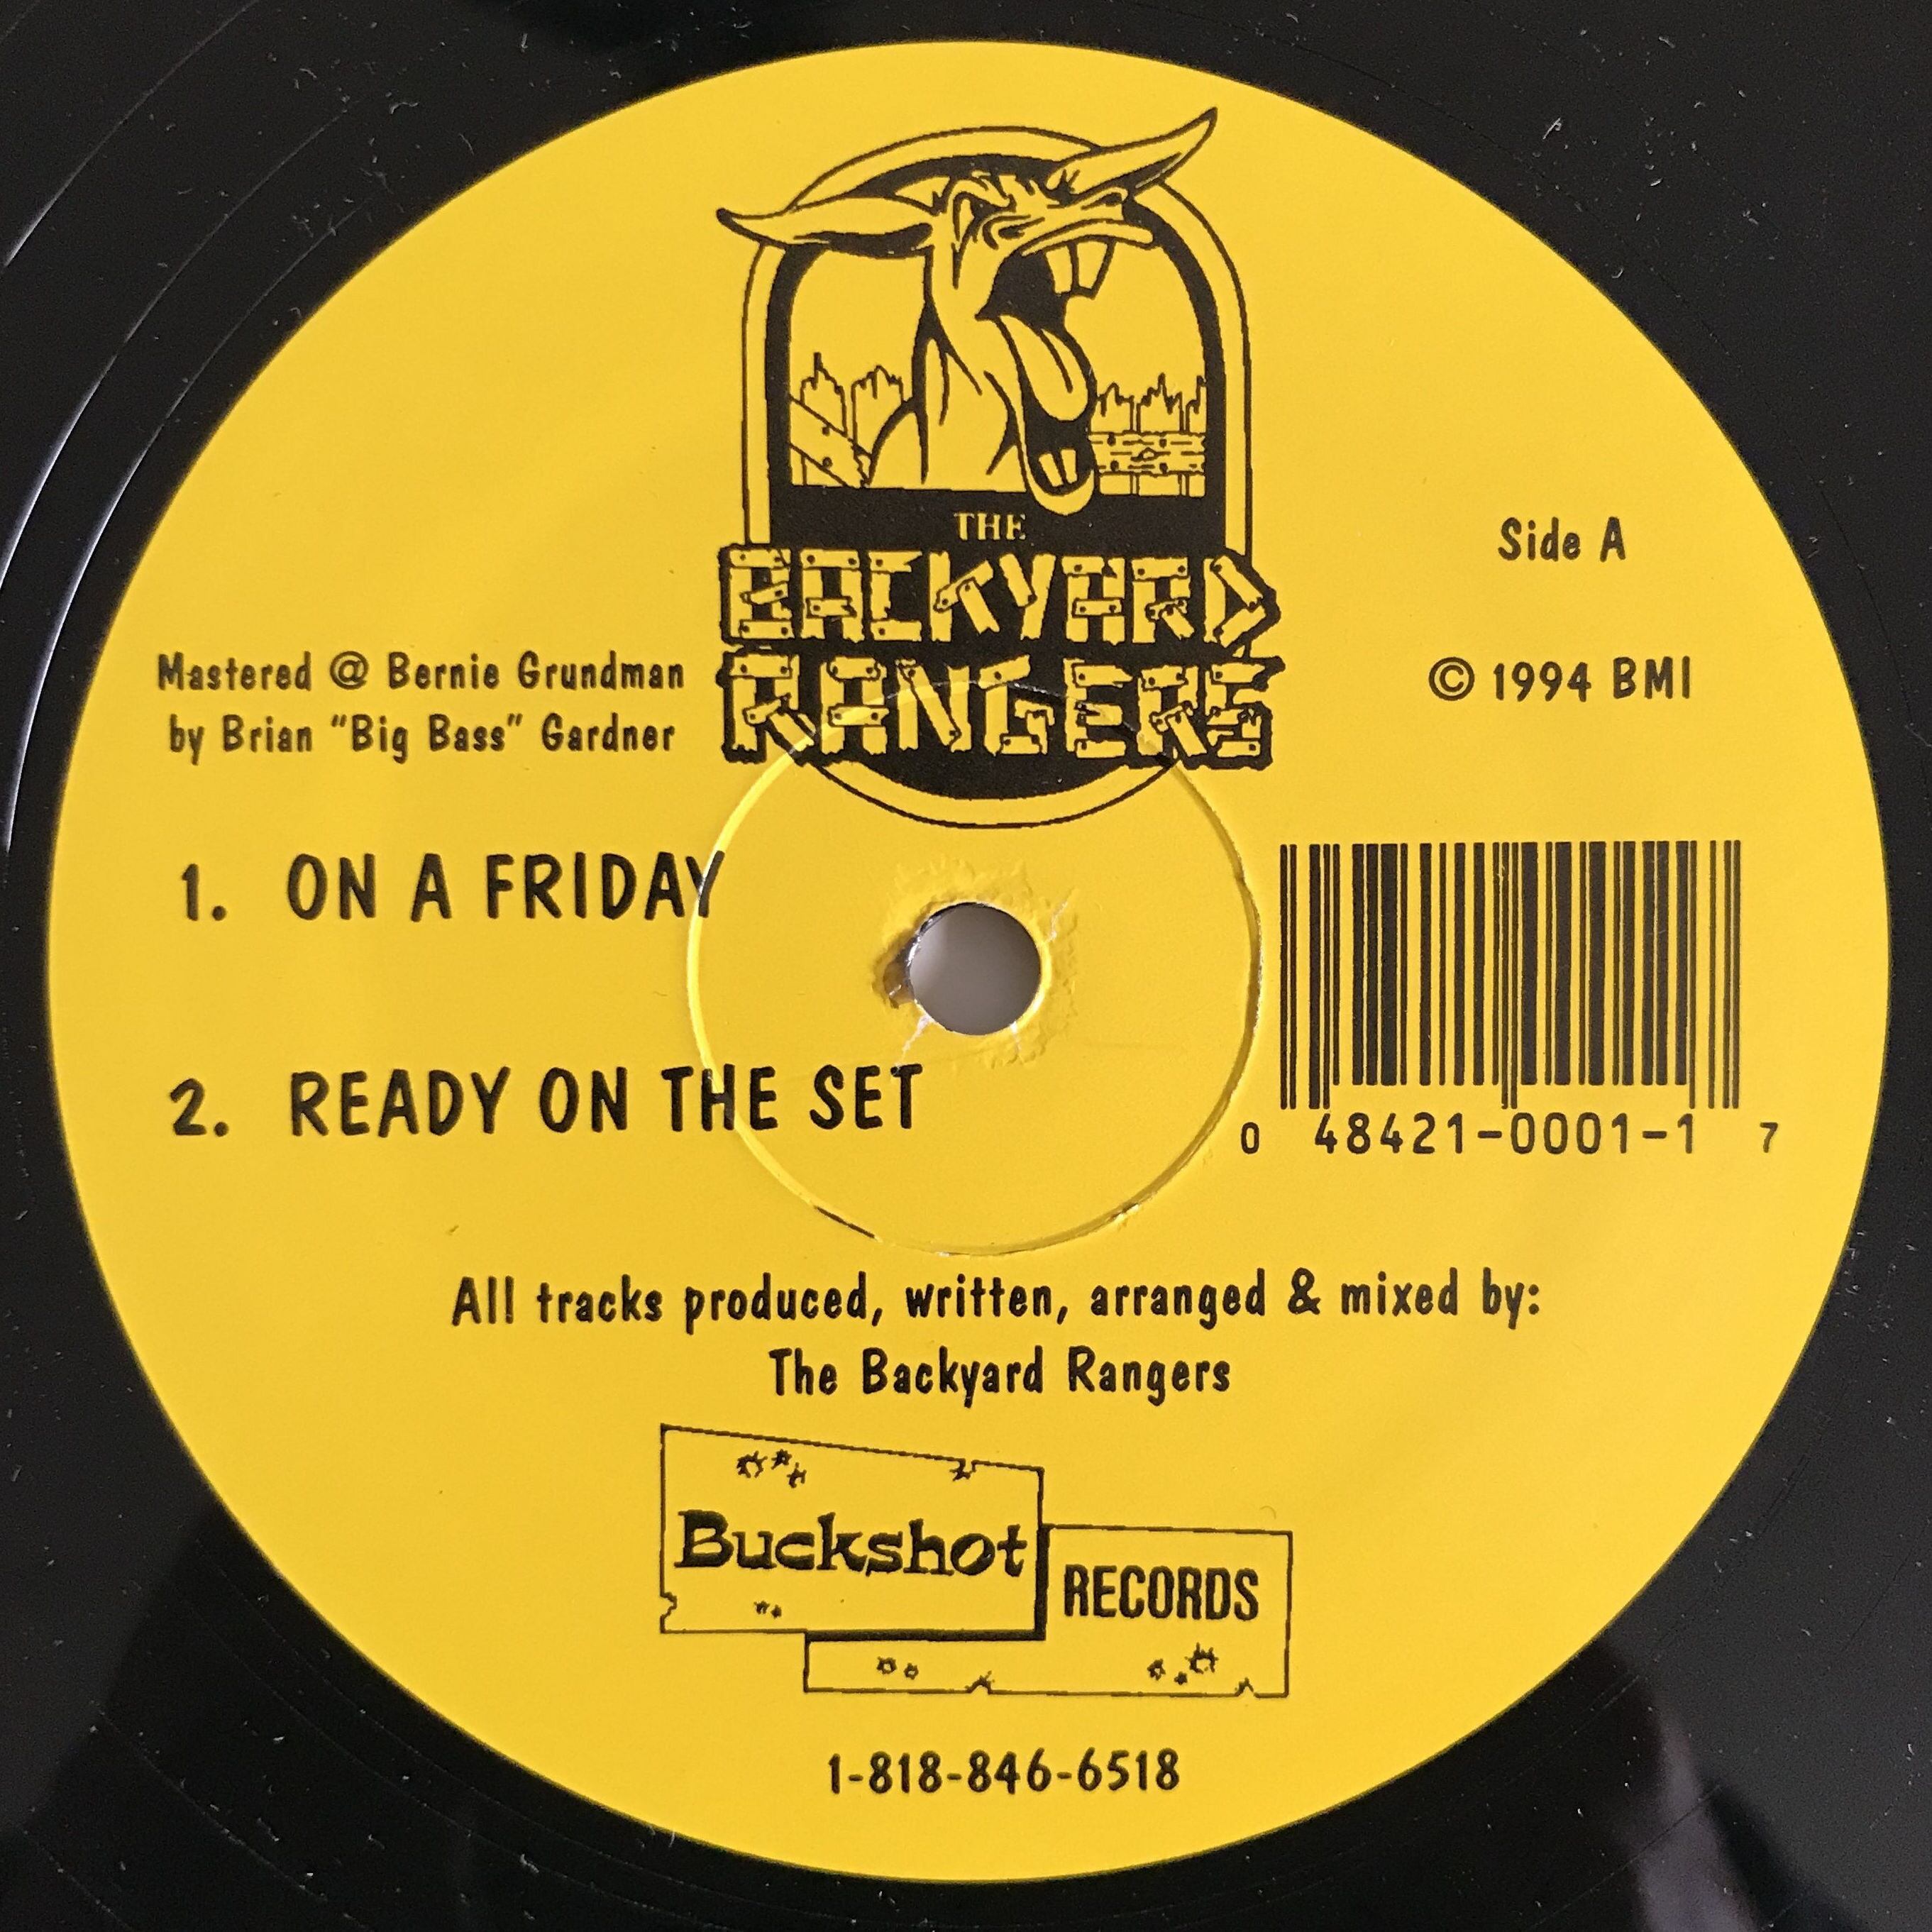 THE
BACKYARD
RANGERS
Side A
© 1994 BMI
Mastered @ Bernie Grundman
by Brian "Big Bass" Gardner
1. ON A FRIDAY
2. READY ON THE SET
0 48421-0001-1 7
All tracks produced, written, arranged & mixed by:
The Backyard Rangers
Buckshot
RECORDS
1-818-846-6518